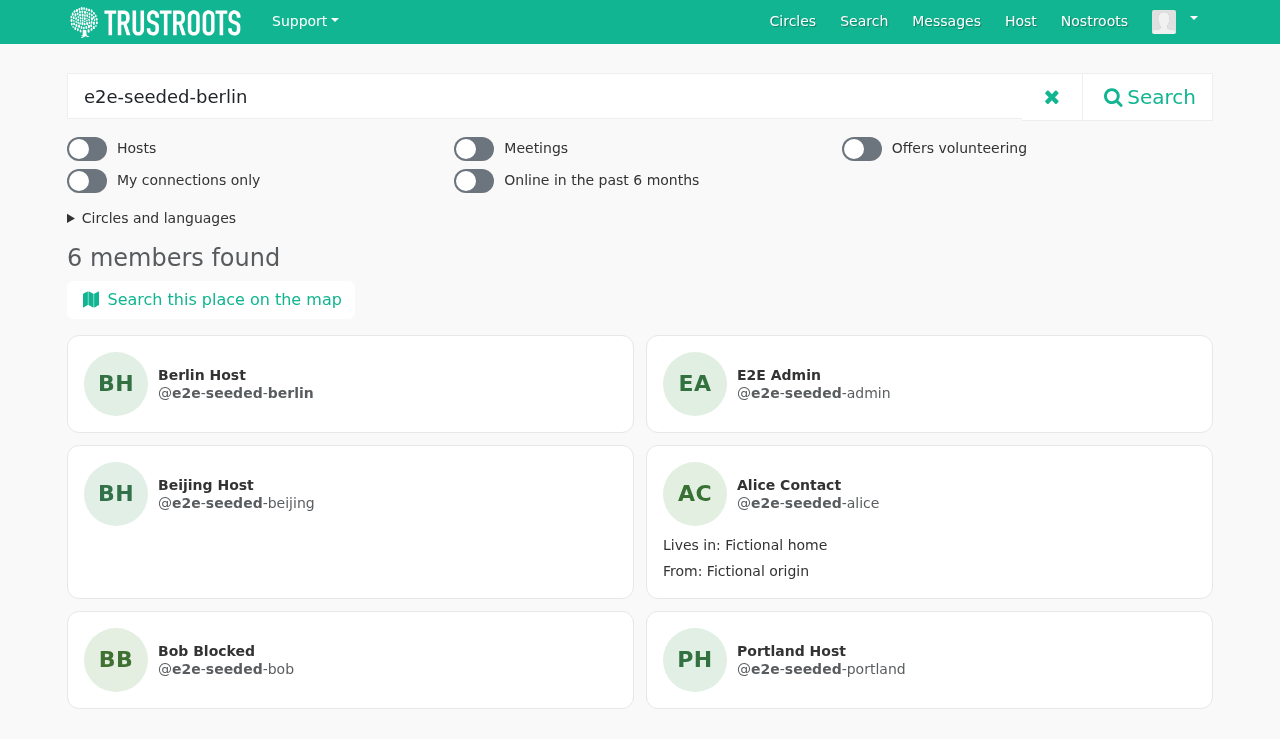 TRUSTROOTS Support Circles Search Messages Host Nostroots
e2e-seeded-berlin Search
Hosts Meetings Offers volunteering
My connections only Online in the past 6 months
Circles and languages
6 members found
Search this place on the map
BH Berlin Host
@e2e-seeded-berlin
EA E2E Admin
@e2e-seeded-admin
BH Beijing Host
@e2e-seeded-beijing
AC Alice Contact
@e2e-seeded-alice
Lives in: Fictional home
From: Fictional origin
BB Bob Blocked
@e2e-seeded-bob
PH Portland Host
@e2e-seeded-portland